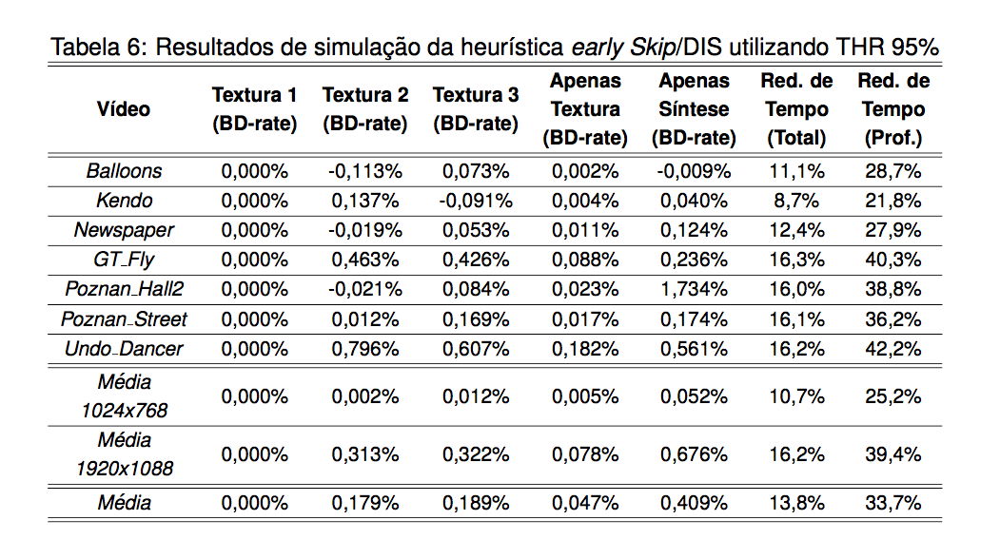 Tabela 6: Resultados de simulação da heurística early Skip/DIS utilizando THR 95%
Vídeo Textura 1 (BD-rate) Textura 2 (BD-rate) Textura 3 (BD-rate) Apenas Textura (BD-rate) Apenas Síntese (BD-rate) Red. de Tempo (Total) Red. de Tempo (Prof.)
Balloons 0,000% -0,113% 0,073% 0,002% -0,009% 11,1% 28,7%
Kendo 0,000% 0,137% -0,091% 0,004% 0,040% 8,7% 21,8%
Newspaper 0,000% -0,019% 0,053% 0,011% 0,124% 12,4% 27,9%
GT_Fly 0,000% 0,463% 0,426% 0,088% 0,236% 16,3% 40,3%
Poznan_Hall2 0,000% -0,021% 0,084% 0,023% 1,734% 16,0% 38,8%
Poznan_Street 0,000% 0,012% 0,169% 0,017% 0,174% 16,1% 36,2%
Undo_Dancer 0,000% 0,796% 0,607% 0,182% 0,561% 16,2% 42,2%
Média 1024x768 0,000% 0,002% 0,012% 0,005% 0,052% 10,7% 25,2%
Média 1920x1088 0,000% 0,313% 0,322% 0,078% 0,676% 16,2% 39,4%
Média 0,000% 0,179% 0,189% 0,047% 0,409% 13,8% 33,7%